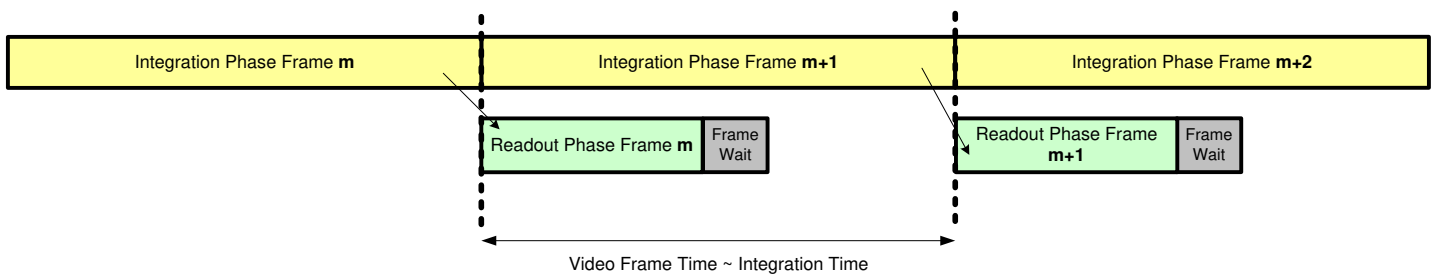 Integration Phase Frame m
Integration Phase Frame m+1
Integration Phase Frame m+2
Readout Phase Frame m
Frame
Wait
Readout Phase Frame
m+1
Frame
Wait
Video Frame Time ~ Integration Time